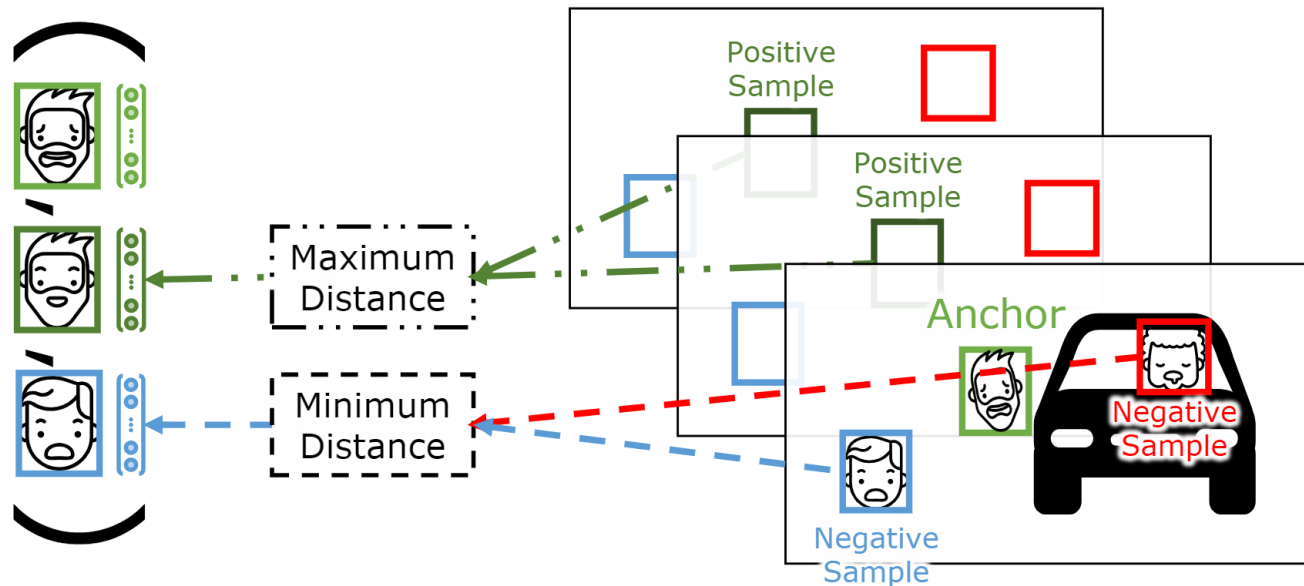 Positive
Sample
Positive
Sample
Maximum
Distance
Anchor
Minimum
Distance
Negative
Sample
Negative
Sample